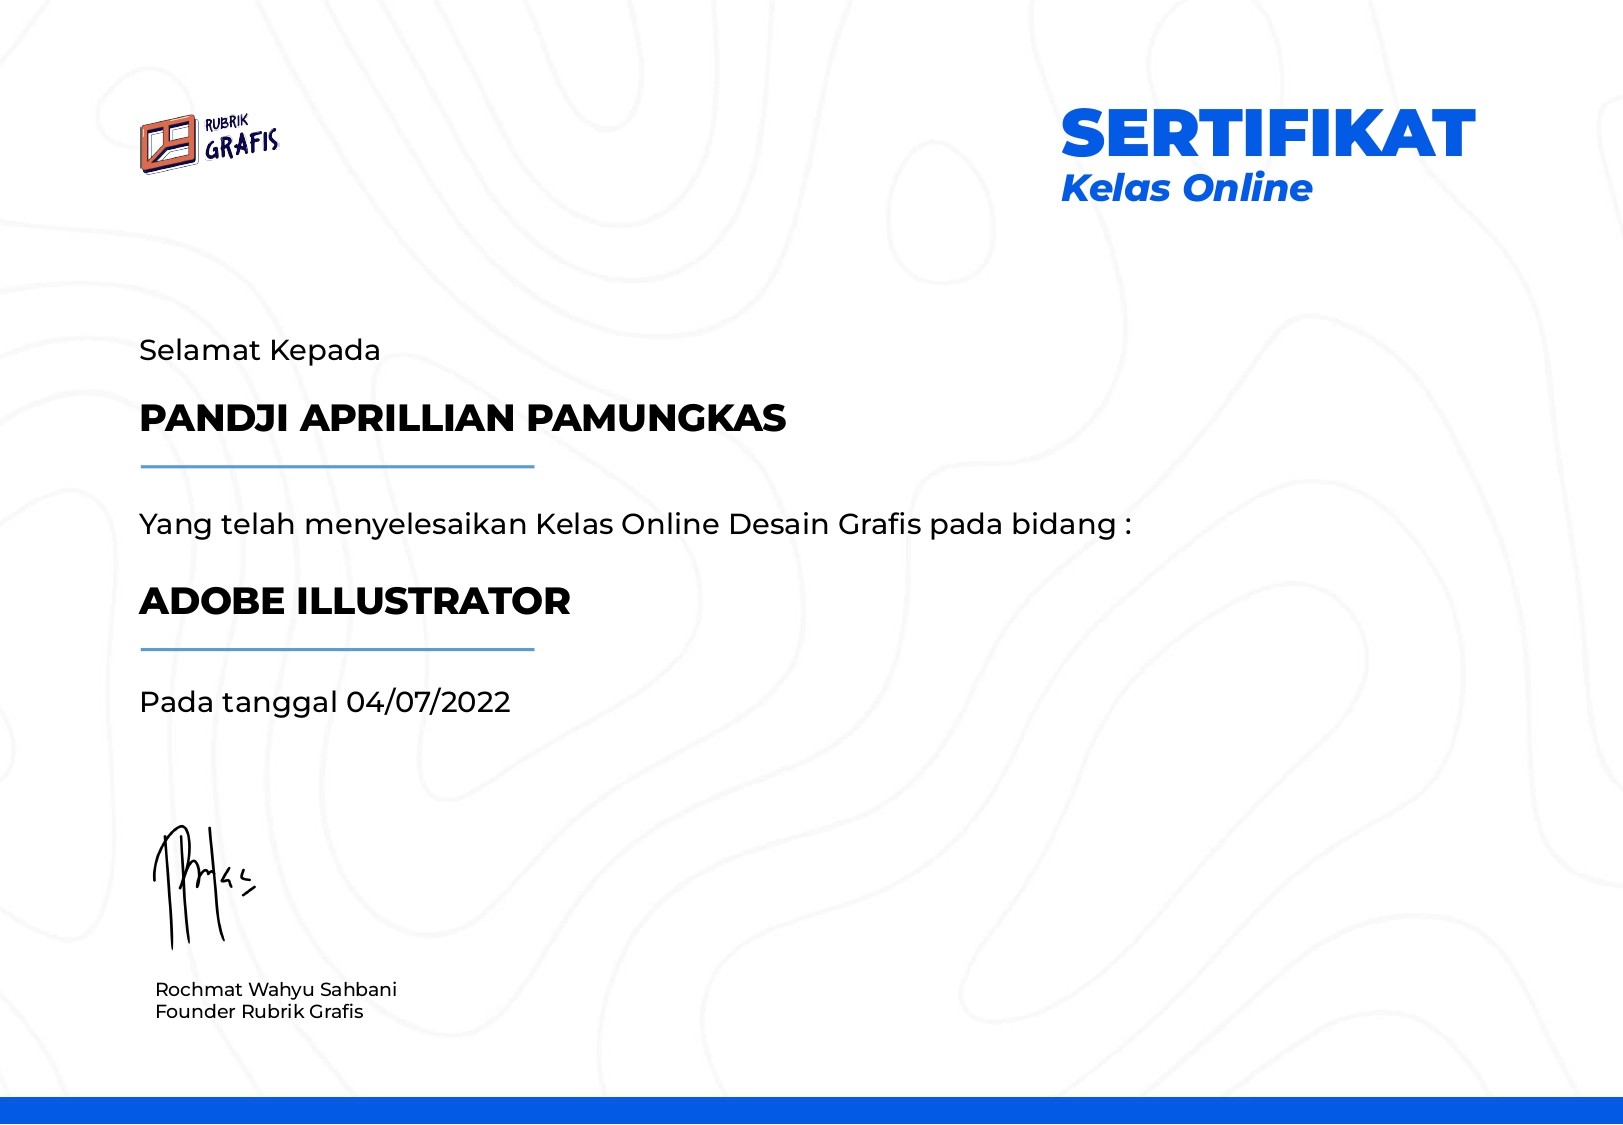 RUBRIK
GRAFIS
SERTIFIKAT
Kelas Online
Selamat Kepada
PANDJI APRILLIAN PAMUNGKAS
Yang telah menyelesaikan Kelas Online Desain Grafis pada bidang :
ADOBE ILLUSTRATOR
Pada tanggal 04/07/2022
Rochmat Wahyu Sahbani
Founder Rubrik Grafis